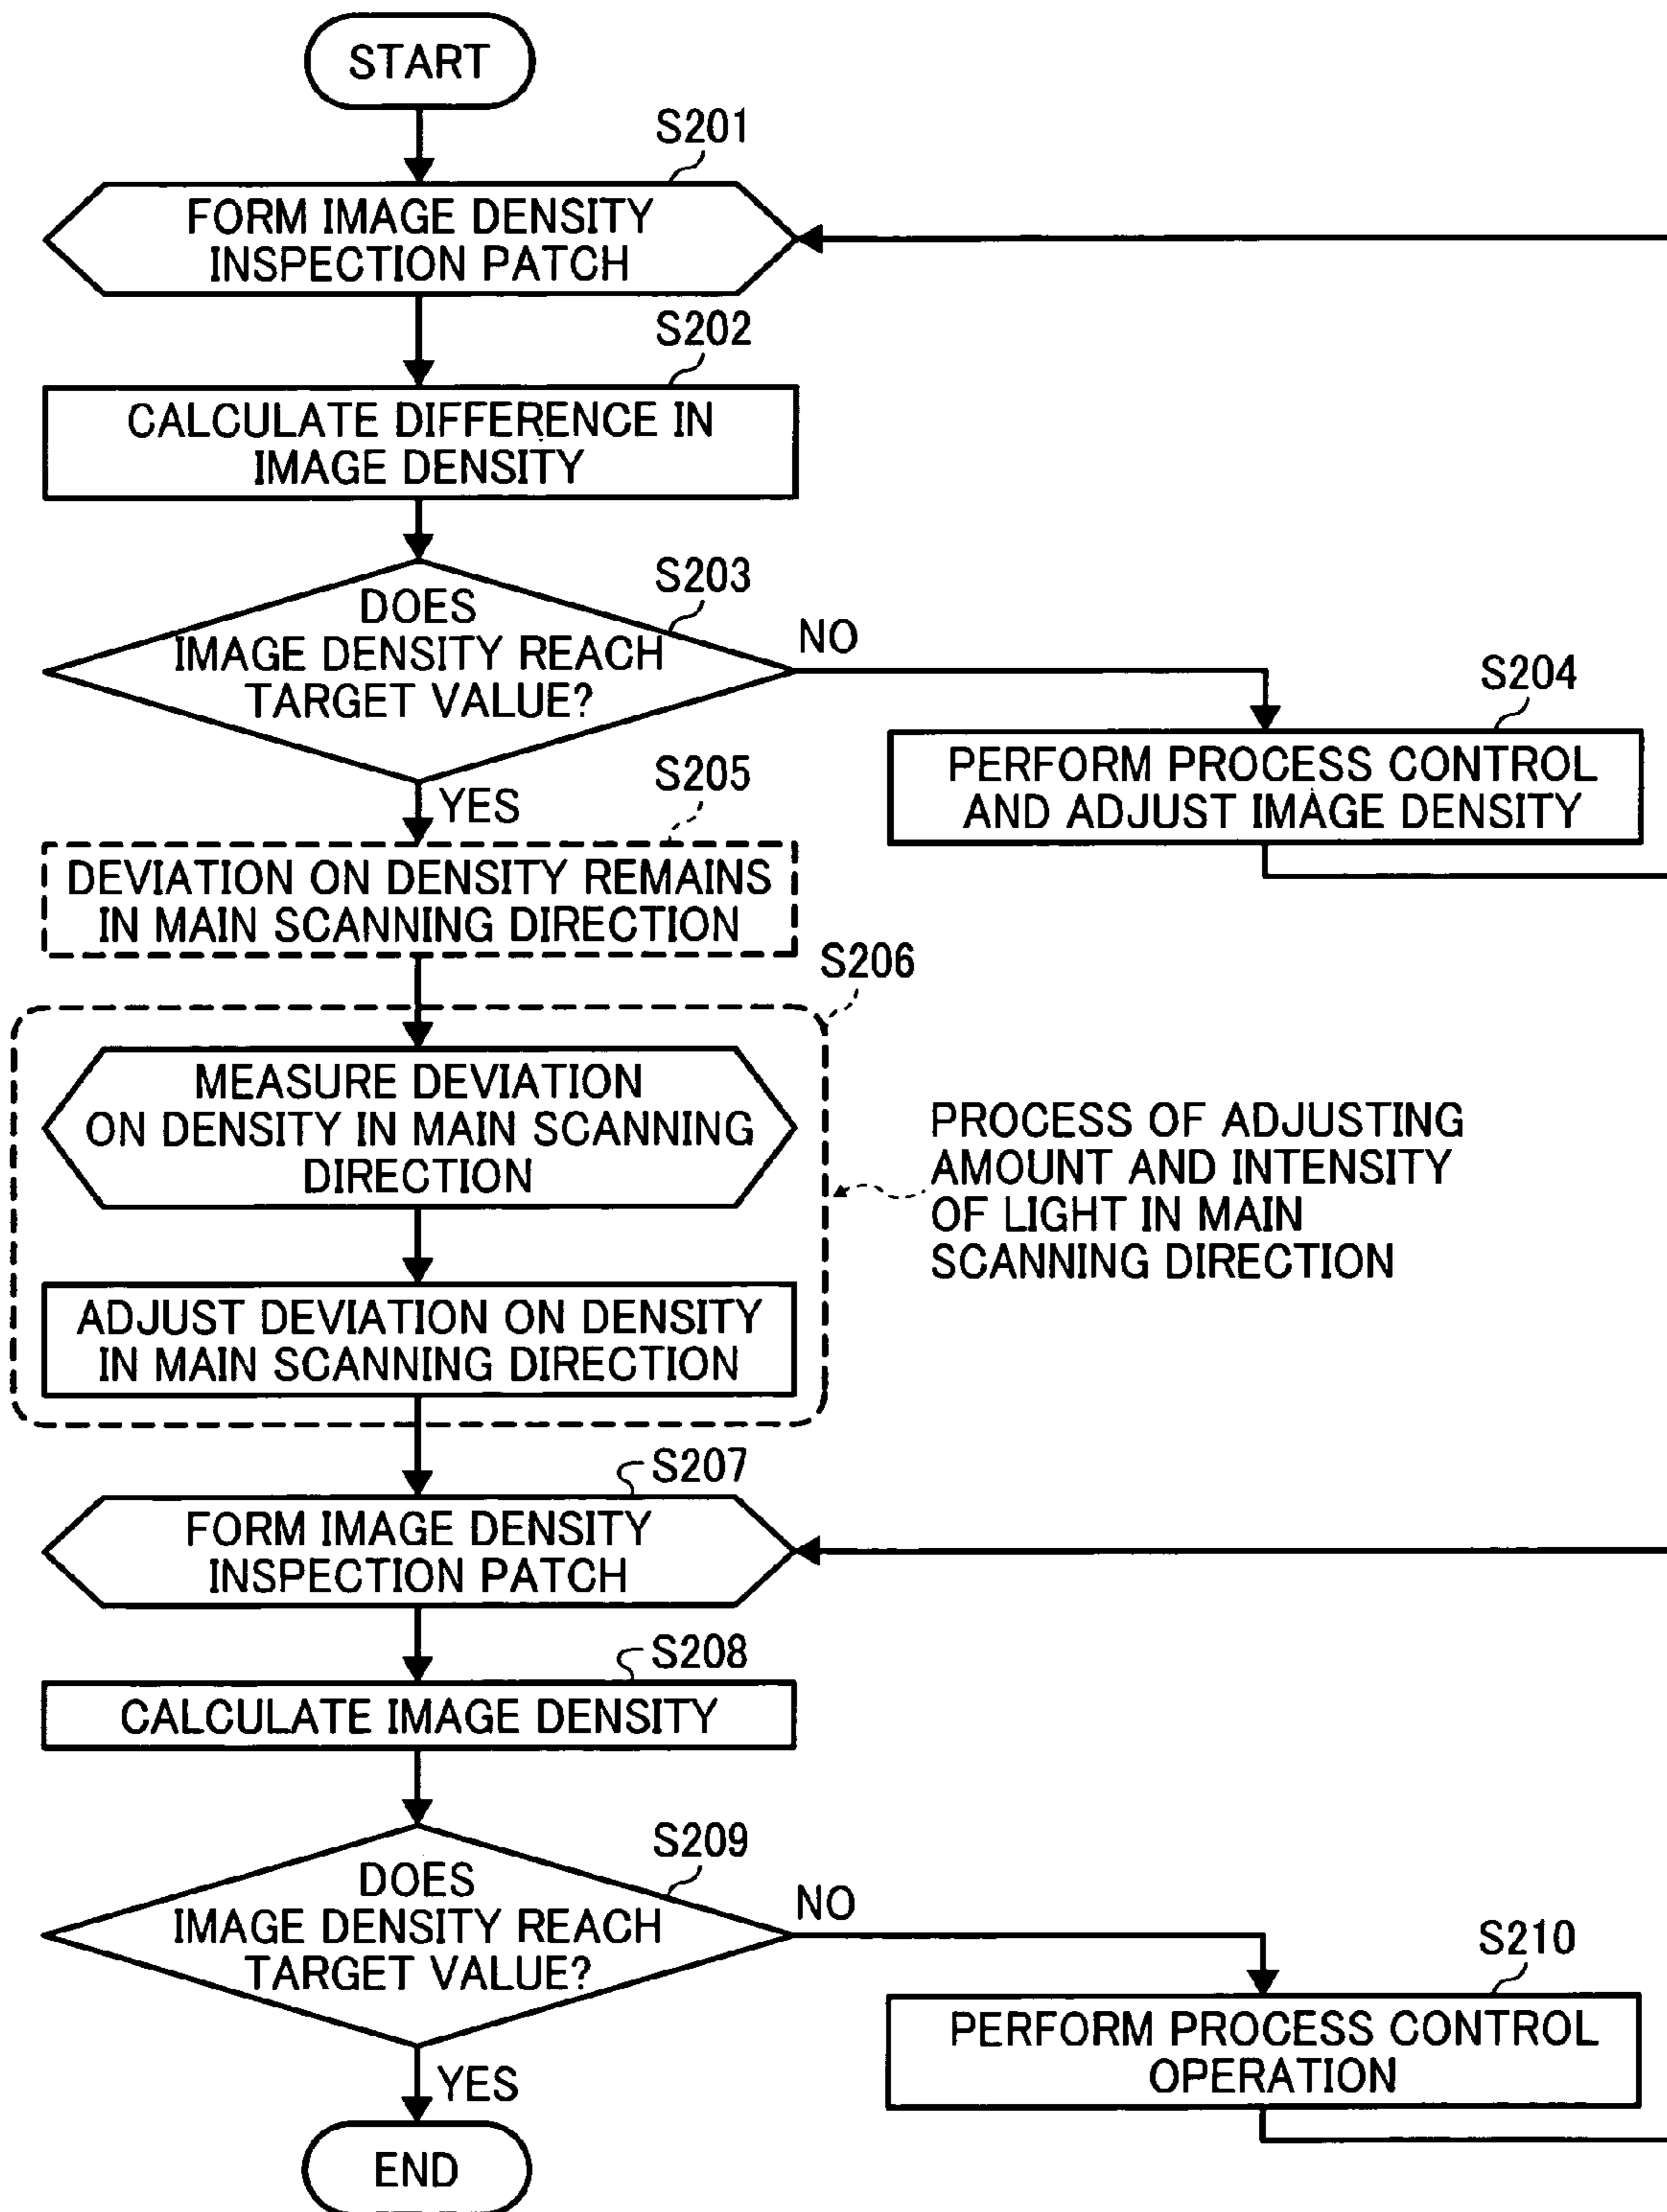 START
S201
FORM IMAGE DENSITY
INSPECTION PATCH
S202
CALCULATE DIFFERENCE IN
IMAGE DENSITY
S203
DOES
IMAGE DENSITY REACH
TARGET VALUE?
NO
S204
PERFORM PROCESS CONTROL
AND ADJUST IMAGE DENSITY
YES
S205
DEVIATION ON DENSITY REMAINS
IN MAIN SCANNING DIRECTION
S206
MEASURE DEVIATION
ON DENSITY IN MAIN SCANNING
DIRECTION
PROCESS OF ADJUSTING
AMOUNT AND INTENSITY
OF LIGHT IN MAIN
SCANNING DIRECTION
ADJUST DEVIATION ON DENSITY
IN MAIN SCANNING DIRECTION
S207
FORM IMAGE DENSITY
INSPECTION PATCH
S208
CALCULATE IMAGE DENSITY
S209
DOES
IMAGE DENSITY REACH
TARGET VALUE?
NO
S210
PERFORM PROCESS CONTROL
OPERATION
YES
END